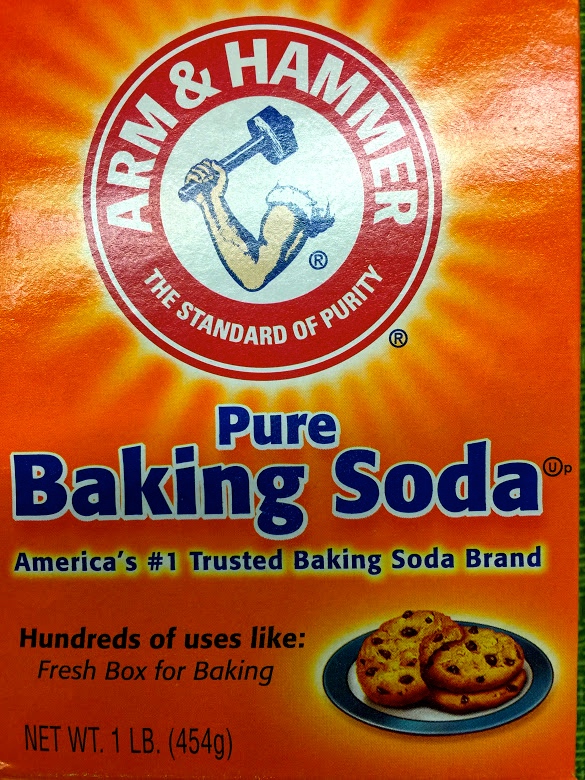 ARM & HAMMER
®
THE STANDARD OF PURITY
®
Pure
Baking Soda Ⓤp
America's #1 Trusted Baking Soda Brand
Hundreds of uses like:
Fresh Box for Baking
NET WT. 1 LB. (454g)